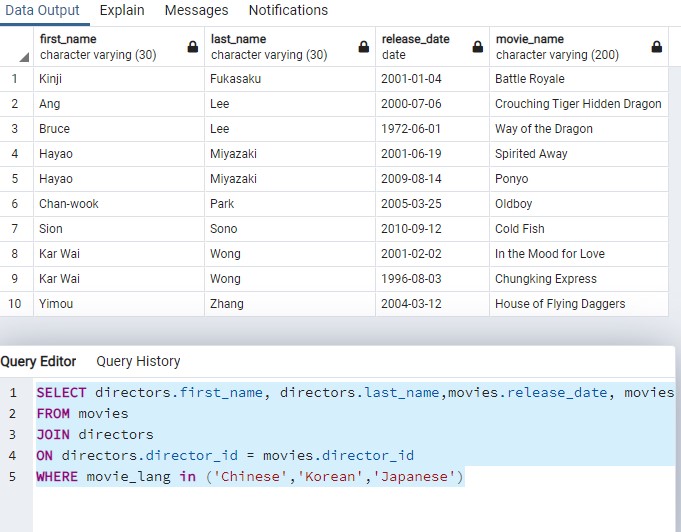 Data Output Explain Messages Notifications
first_name last_name release_date movie_name
character varying (30) character varying (30) date character varying (200)
1 Kinji Fukasaku 2001-01-04 Battle Royale
2 Ang Lee 2000-07-06 Crouching Tiger Hidden Dragon
3 Bruce Lee 1972-06-01 Way of the Dragon
4 Hayao Miyazaki 2001-06-19 Spirited Away
5 Hayao Miyazaki 2009-08-14 Ponyo
6 Chan-wook Park 2005-03-25 Oldboy
7 Sion Sono 2010-09-12 Cold Fish
8 Kar Wai Wong 2001-02-02 In the Mood for Love
9 Kar Wai Wong 1996-08-03 Chungking Express
10 Yimou Zhang 2004-03-12 House of Flying Daggers
Query Editor Query History
1 SELECT directors.first_name, directors.last_name,movies.release_date, movies
2 FROM movies
3 JOIN directors
4 ON directors.director_id = movies.director_id
5 WHERE movie_lang in ('Chinese','Korean','Japanese')